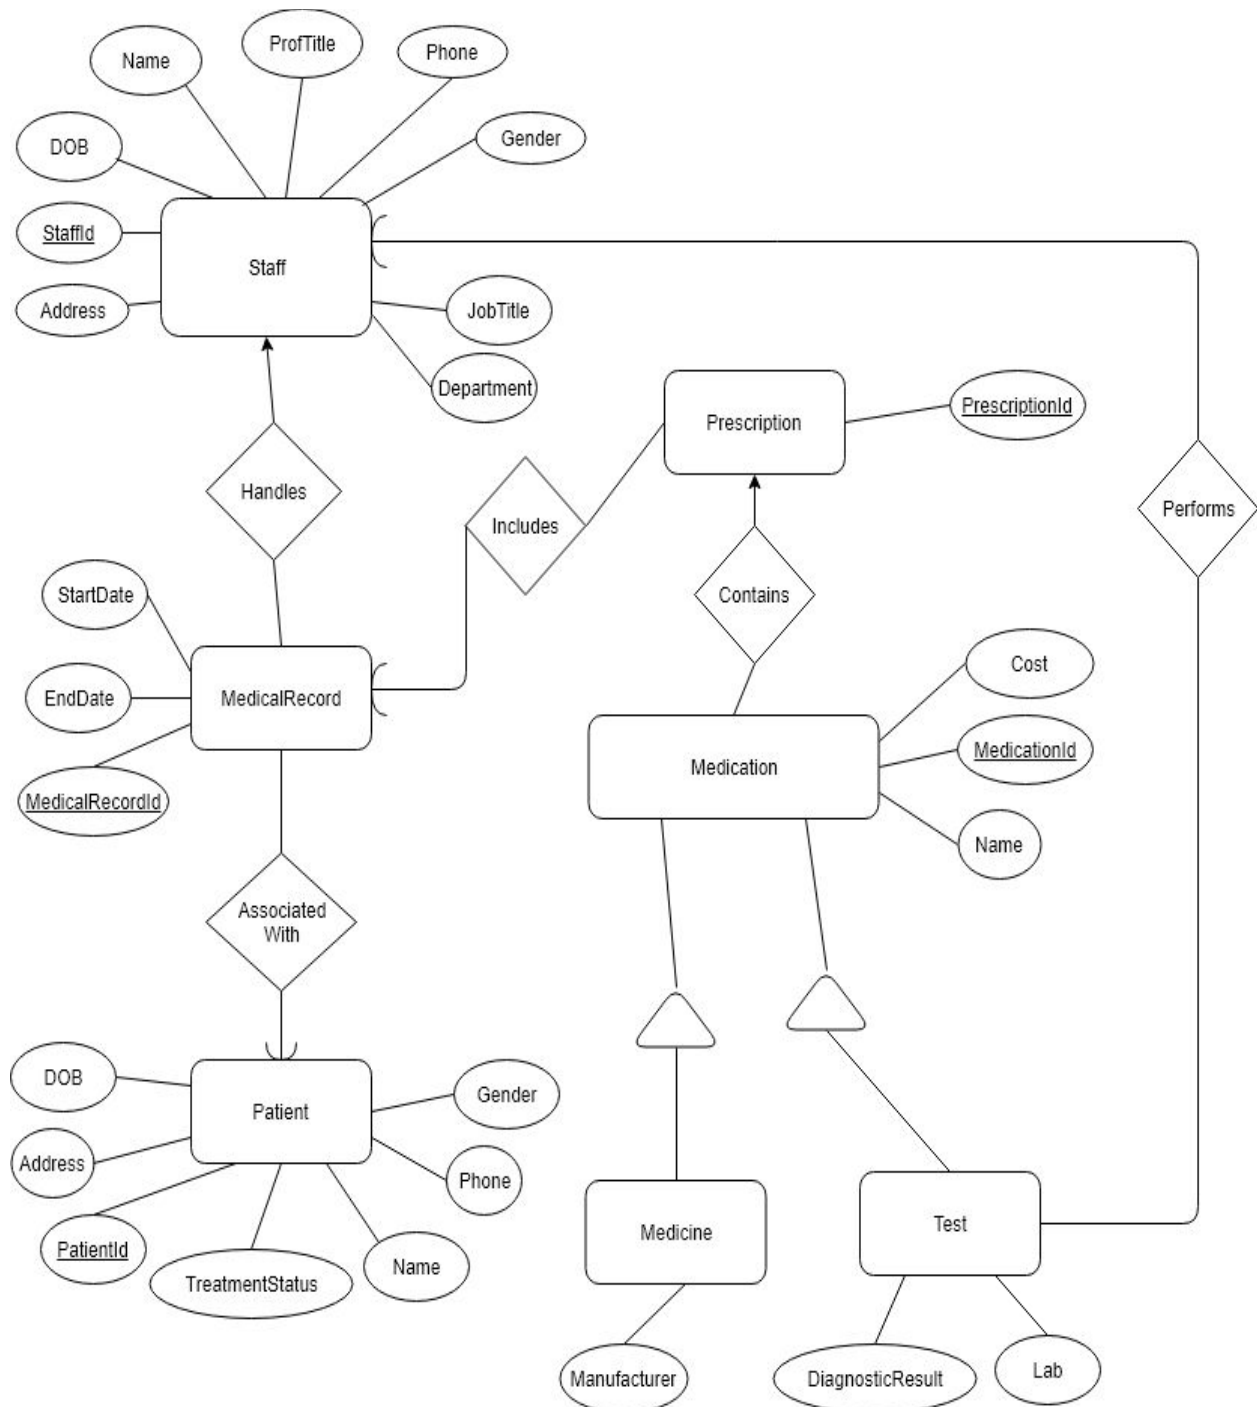 ProfTitle
Phone
Name
Gender
DOB
StaffId
Staff
Address
JobTitle
Department
Prescription
PrescriptionId
Handles
Includes
Performs
StartDate
Contains
EndDate
MedicalRecord
Cost
MedicationId
Medication
MedicalRecordId
Name
Associated
With
DOB
Gender
Patient
Address
Phone
PatientId
TreatmentStatus
Name
Medicine
Test
Manufacturer
DiagnosticResult
Lab